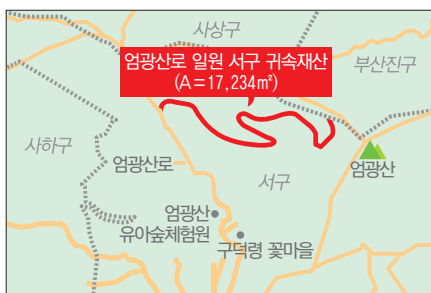 사상구
엄광산로 일원 서구 귀속재산
(A=17,234㎡)
부산진구
사하구
엄광산로
엄광산
서구
엄광산
유아숲체험원
구덕령 꽃마을